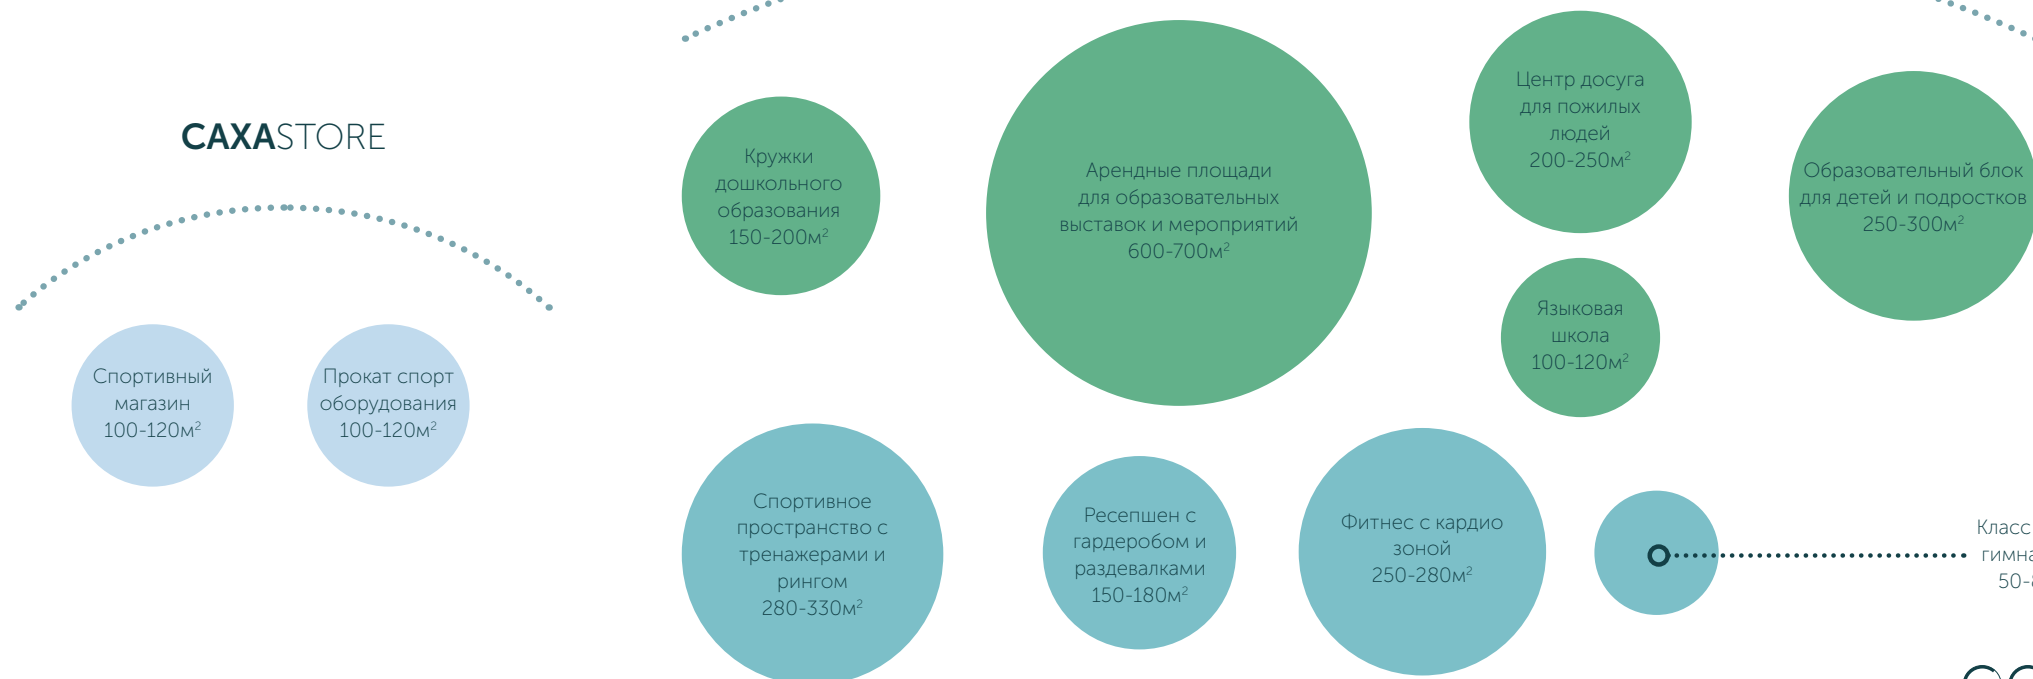 САХАSTORE
Спортивный
магазин
100-120м²
Прокат спорт
оборудования
100-120м²
Кружки
дошкольного
образования
150-200м²
Арендные площади
для образовательных
выставок и мероприятий
600-700м²
Центр досуга
для пожилых
людей
200-250м²
Языковая
школа
100-120м²
Образовательный блок
для детей и подростков
250-300м²
Спортивное
пространство с
тренажерами и
рингом
280-330м²
Ресепшен с
гардеробом и
раздевалками
150-180м²
Фитнес с кардио
зоной
250-280м²
Класс